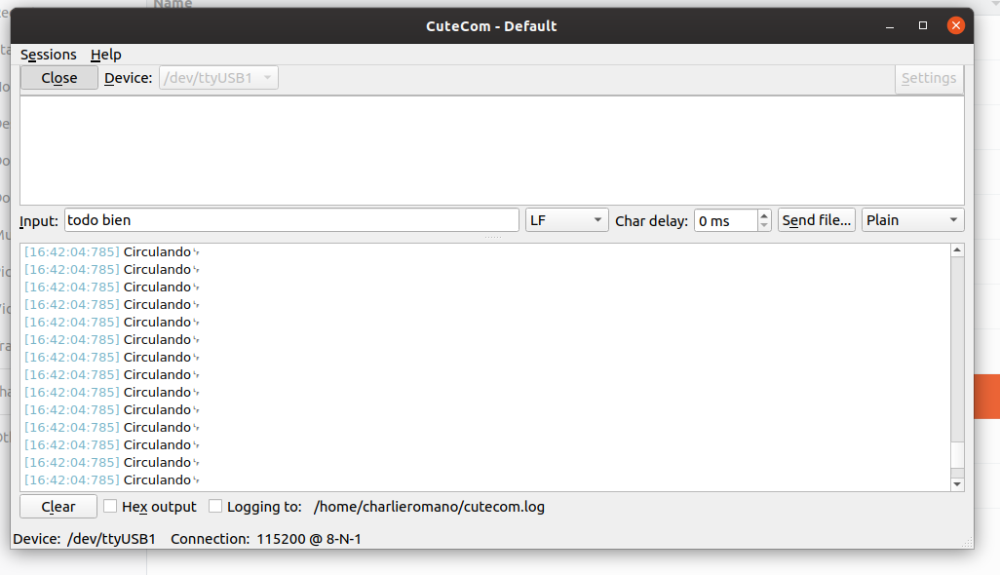 Name
CuteCom - Default
Sessions Help
Close Device: /dev/ttyUSB1 Settings
Input: todo bien LF Char delay: 0 ms Send file... Plain
[16:42:04:785] Circulando␊
[16:42:04:785] Circulando␊
[16:42:04:785] Circulando␊
[16:42:04:785] Circulando␊
[16:42:04:785] Circulando␊
[16:42:04:785] Circulando␊
[16:42:04:785] Circulando␊
[16:42:04:785] Circulando␊
[16:42:04:785] Circulando␊
[16:42:04:785] Circulando␊
[16:42:04:785] Circulando␊
[16:42:04:785] Circulando␊
[16:42:04:785] Circulando␊
[16:42:04:785] Circulando␊
Clear Hex output Logging to: /home/charlieromano/cutecom.log
Device: /dev/ttyUSB1 Connection: 115200 @ 8-N-1